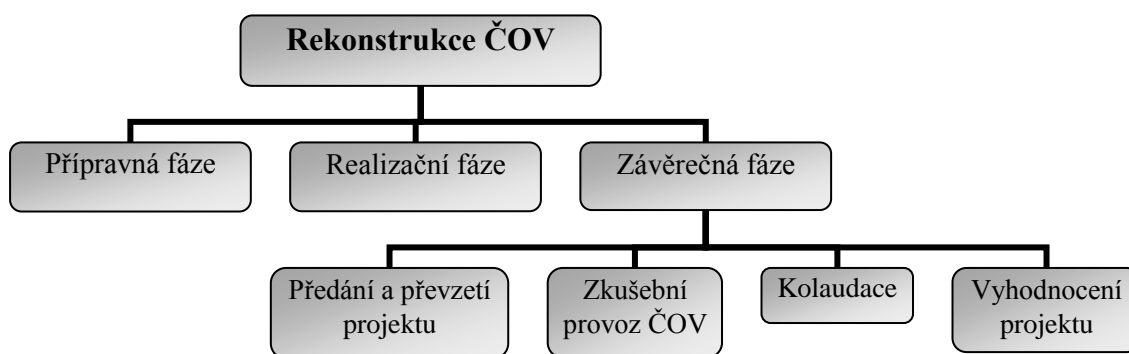 Rekonstrukce ČOV
Přípravná fáze
Realizační fáze
Závěrečná fáze
Předání a převzetí
projektu
Zkušební
provoz ČOV
Kolaudace
Vyhodnocení
projektu